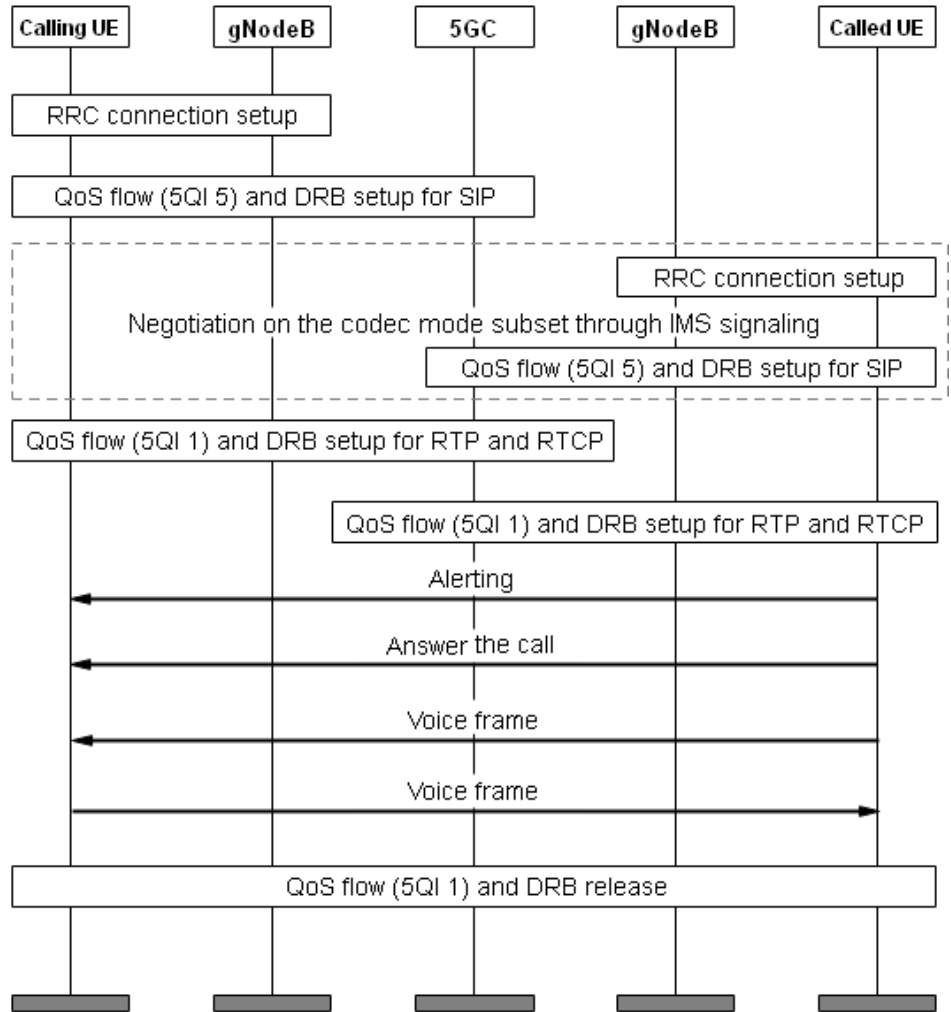 Calling UE
gNodeB
5GC
gNodeB
Called UE
RRC connection setup
QoS flow (5QI 5) and DRB setup for SIP
RRC connection setup
Negotiation on the codec mode subset through IMS signaling
QoS flow (5QI 5) and DRB setup for SIP
QoS flow (5QI 1) and DRB setup for RTP and RTCP
QoS flow (5QI 1) and DRB setup for RTP and RTCP
Alerting
Answer the call
Voice frame
Voice frame
QoS flow (5QI 1) and DRB release